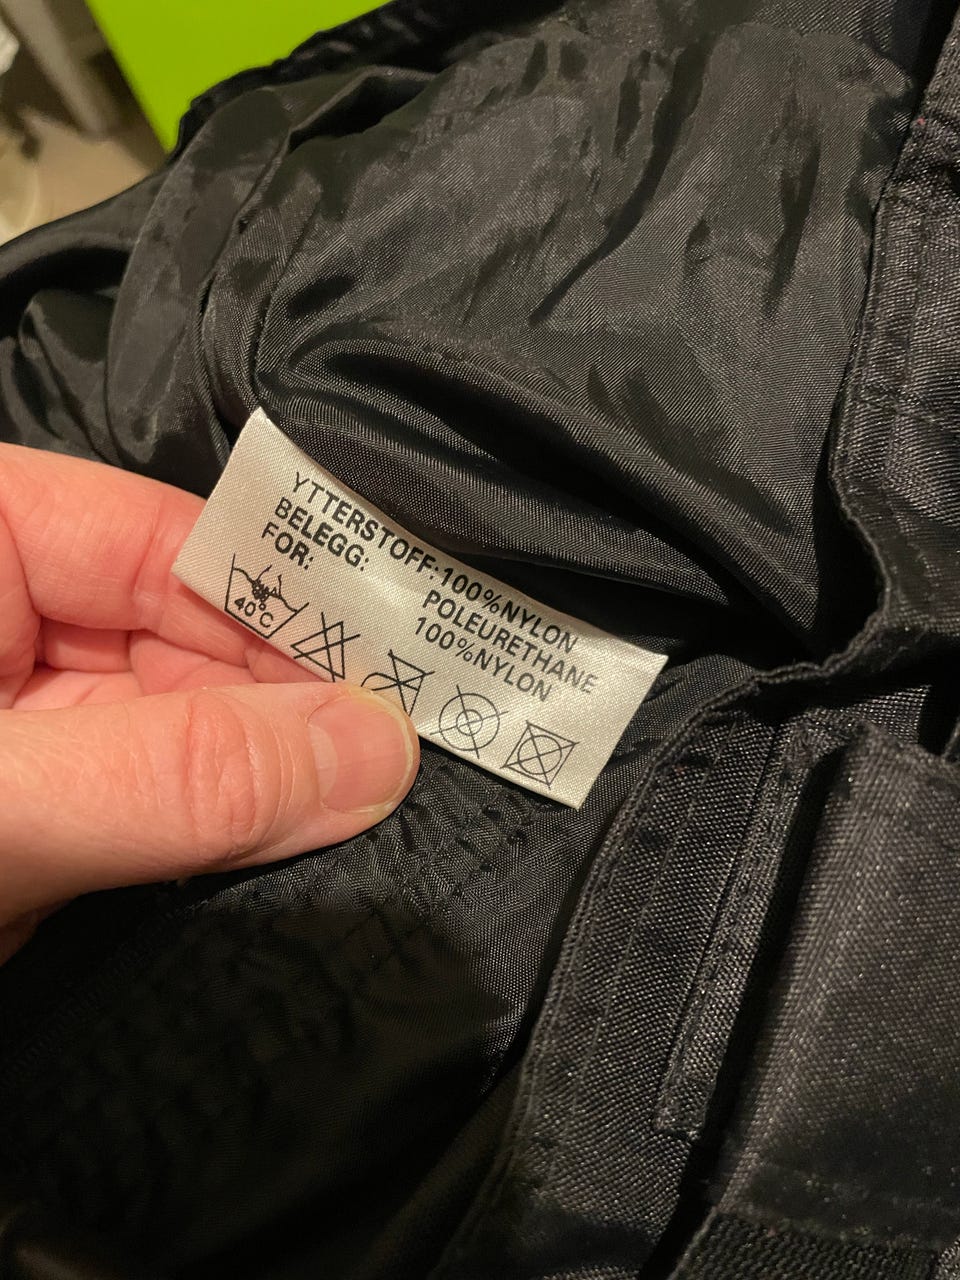 YTTERSTOFF: 100%NYLON
BELEGG: POLEURETHANE
FOR: 100%NYLON
40°C